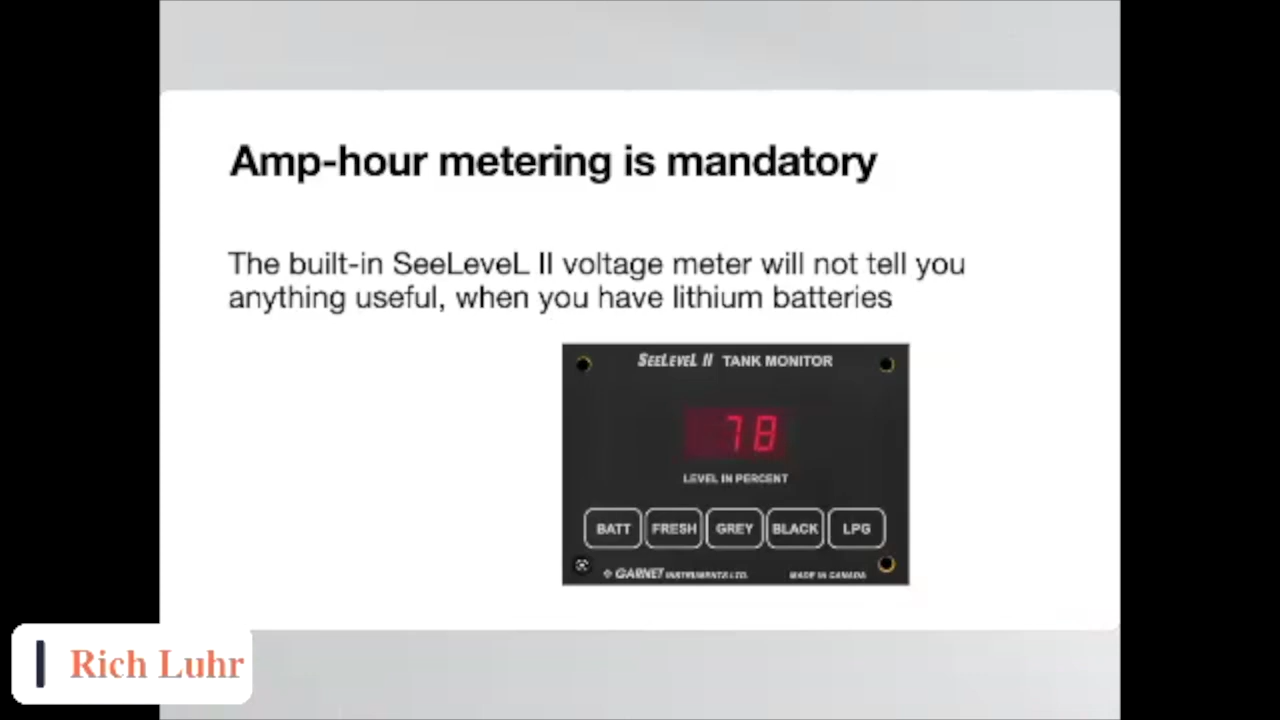 Amp-hour metering is mandatory
The built-in SeeLeveL II voltage meter will not tell you
anything useful, when you have lithium batteries
SEELEVEL II TANK MONITOR
78
LEVEL IN PERCENT
BATT FRESH GREY BLACK LPG
GARNET INSTRUMENTS LTD. MADE IN CANADA
Rich Luhr